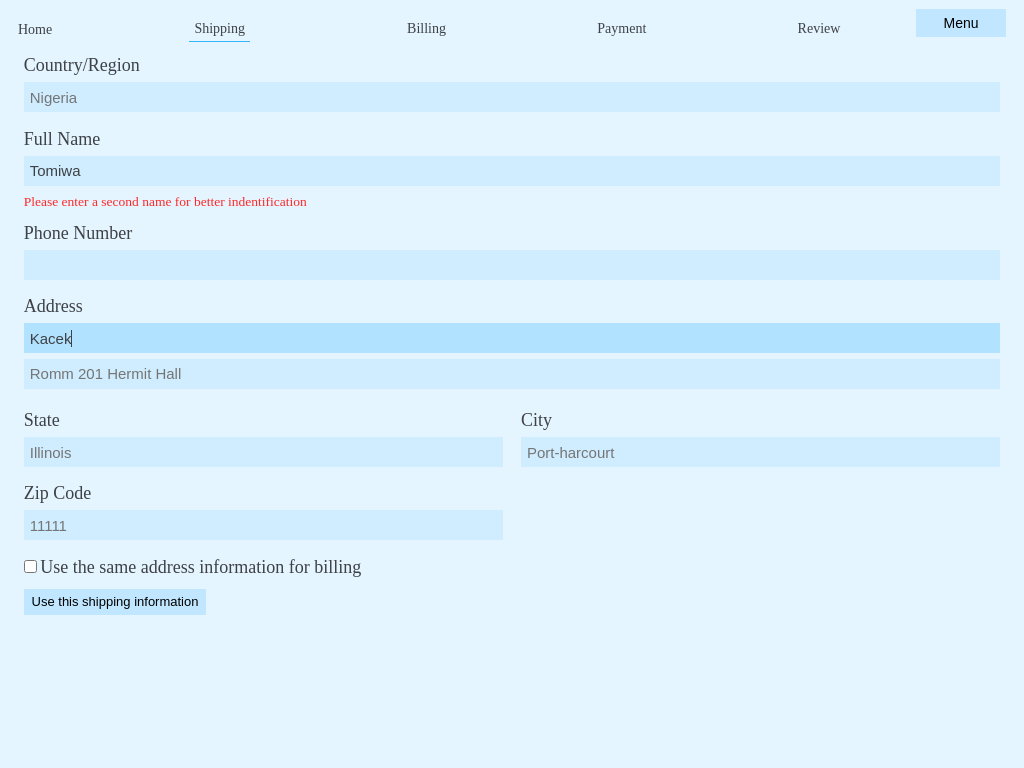 Home Shipping Billing Payment Review Menu
Country/Region
Nigeria
Full Name
Tomiwa
Please enter a second name for better indentification
Phone Number
Address
Kacek
Romm 201 Hermit Hall
State City
Illinois Port-harcourt
Zip Code
11111
Use the same address information for billing
Use this shipping information